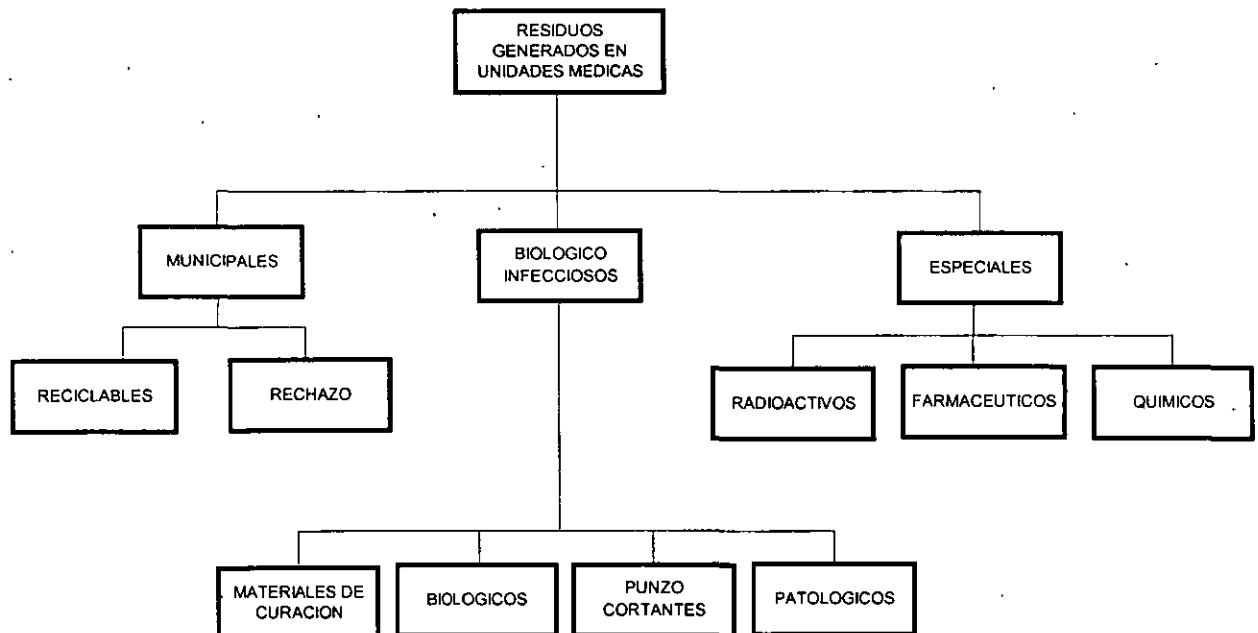 RESIDUOS
GENERADOS EN
UNIDADES MEDICAS
MUNICIPALES
BIOLOGICO
INFECCIOSOS
ESPECIALES
RECICLABLES
RECHAZO
RADIOACTIVOS
FARMACEUTICOS
QUIMICOS
MATERIALES DE
CURACION
BIOLOGICOS
PUNZO
CORTANTES
PATOLOGICOS